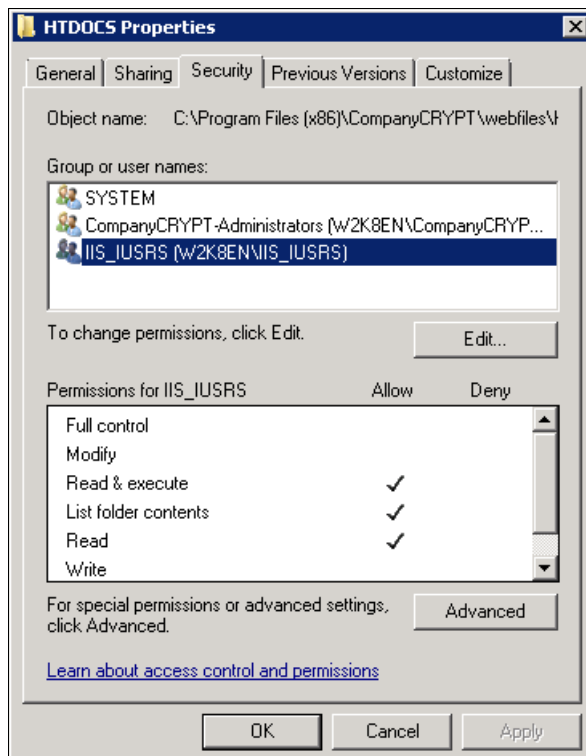 HTDOCS Properties
General Sharing Security Previous Versions Customize
Object name: C:\Program Files (x86)\CompanyCRYPT\webfiles\
Group or user names:
SYSTEM
CompanyCRYPT-Administrators (W2K8EN\CompanyCRYP...
IIS_IUSRS (W2K8EN\IIS_IUSRS)
To change permissions, click Edit.
Edit...
Permissions for IIS_IUSRS Allow Deny
Full control
Modify
Read & execute
List folder contents
Read
Write
For special permissions or advanced settings,
click Advanced.
Advanced
Learn about access control and permissions
OK Cancel Apply